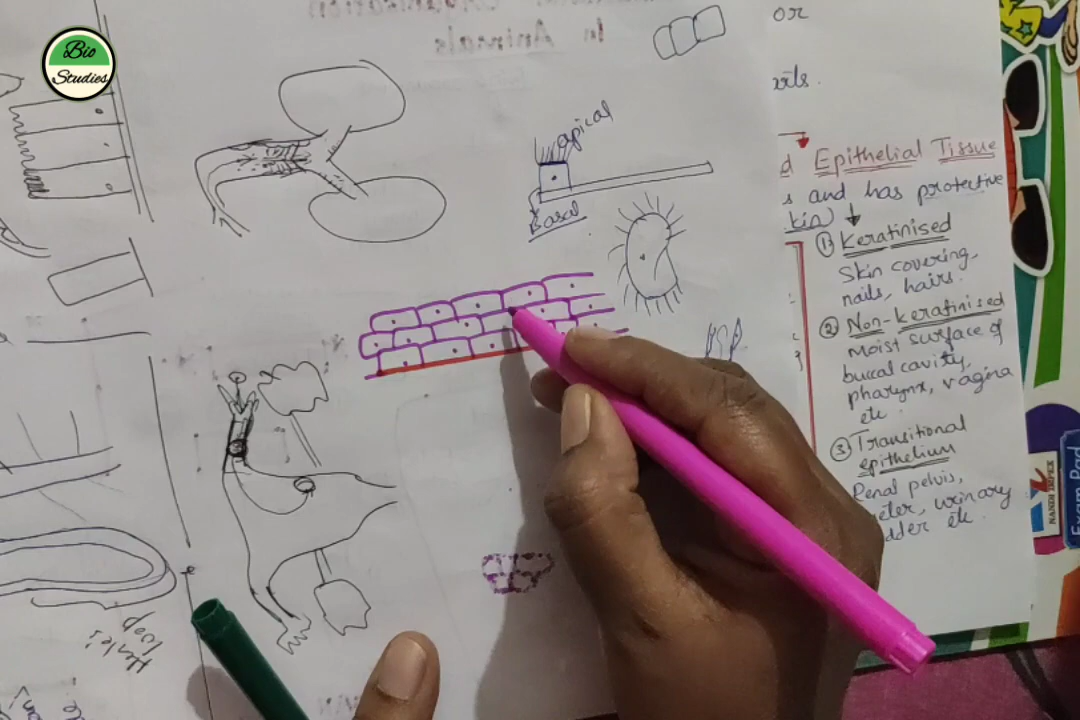 Bio
Studies
In Animals
or
apical
Basal
Epithelial Tissue
and has protective
① Keratinised
Skin covering,
nails, hairs.
② Non-keratinised
Moist surface of
buccal cavity,
pharynx, vagina
etc.
③ Transitional
epithelium
Renal pelvis,
urinary
etc.
Henle's
loop